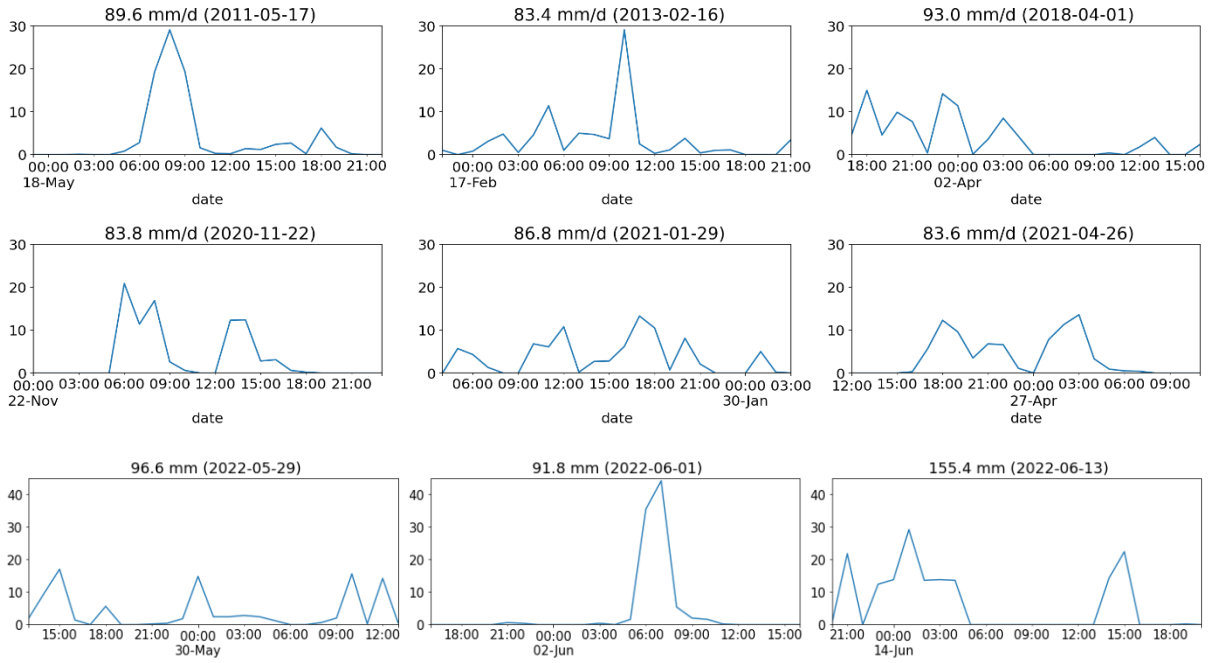 89.6 mm/d (2011-05-17)
30
20
10
0
00:00 03:00 06:00 09:00 12:00 15:00 18:00 21:00
18-May
date
83.4 mm/d (2013-02-16)
30
20
10
0
00:00 03:00 06:00 09:00 12:00 15:00 18:00 21:00
17-Feb
date
93.0 mm/d (2018-04-01)
30
20
10
0
18:00 21:00 00:00 03:00 06:00 09:00 12:00 15:00
02-Apr
date
83.8 mm/d (2020-11-22)
30
20
10
0
00:00 03:00 06:00 09:00 12:00 15:00 18:00 21:00
22-Nov
date
86.8 mm/d (2021-01-29)
30
20
10
0
06:00 09:00 12:00 15:00 18:00 21:00 00:00 03:00
30-Jan
date
83.6 mm/d (2021-04-26)
30
20
10
0
12:00 15:00 18:00 21:00 00:00 03:00 06:00 09:00
27-Apr
date
96.6 mm (2022-05-29)
40
30
20
10
0
15:00 18:00 21:00 00:00 03:00 06:00 09:00 12:00
30-May
91.8 mm (2022-06-01)
40
30
20
10
0
18:00 21:00 00:00 03:00 06:00 09:00 12:00 15:00
02-Jun
155.4 mm (2022-06-13)
40
30
20
10
0
21:00 00:00 03:00 06:00 09:00 12:00 15:00 18:00
14-Jun